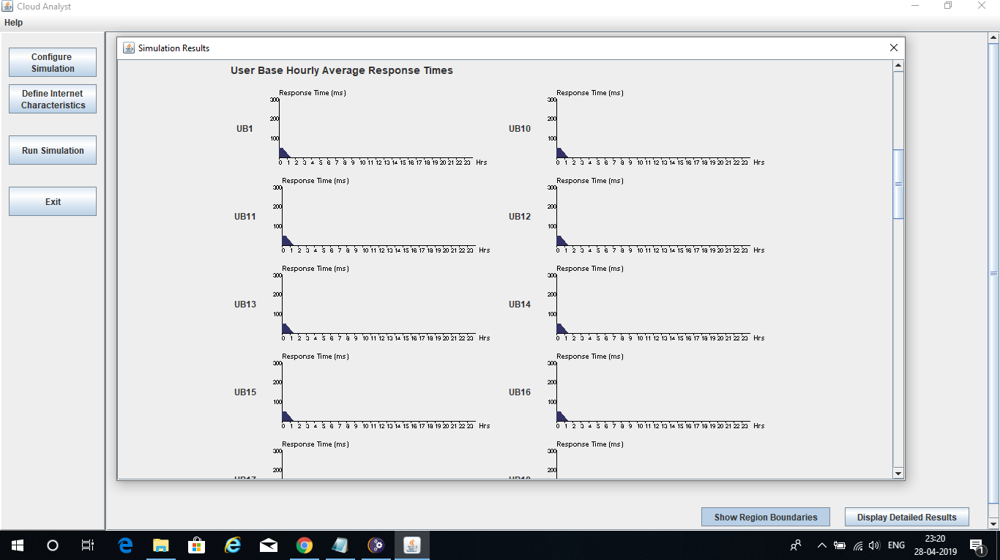 Cloud Analyst
Help
Configure
Simulation
Define Internet
Characteristics
Run Simulation
Exit
Simulation Results
User Base Hourly Average Response Times
UB1
Response Time (ms)
300
200
100
0 1 2 3 4 5 6 7 8 9 10 11 12 13 14 15 16 17 18 19 20 21 22 23 Hrs
UB10
Response Time (ms)
300
200
100
0 1 2 3 4 5 6 7 8 9 10 11 12 13 14 15 16 17 18 19 20 21 22 23 Hrs
UB11
Response Time (ms)
300
200
100
0 1 2 3 4 5 6 7 8 9 10 11 12 13 14 15 16 17 18 19 20 21 22 23 Hrs
UB12
Response Time (ms)
300
200
100
0 1 2 3 4 5 6 7 8 9 10 11 12 13 14 15 16 17 18 19 20 21 22 23 Hrs
UB13
Response Time (ms)
300
200
100
0 1 2 3 4 5 6 7 8 9 10 11 12 13 14 15 16 17 18 19 20 21 22 23 Hrs
UB14
Response Time (ms)
300
200
100
0 1 2 3 4 5 6 7 8 9 10 11 12 13 14 15 16 17 18 19 20 21 22 23 Hrs
UB15
Response Time (ms)
300
200
100
0 1 2 3 4 5 6 7 8 9 10 11 12 13 14 15 16 17 18 19 20 21 22 23 Hrs
UB16
Response Time (ms)
300
200
100
0 1 2 3 4 5 6 7 8 9 10 11 12 13 14 15 16 17 18 19 20 21 22 23 Hrs
Response Time (ms)
300
200
Response Time (ms)
300
200
Show Region Boundaries
Display Detailed Results
ENG
23:20
28-04-2019
1